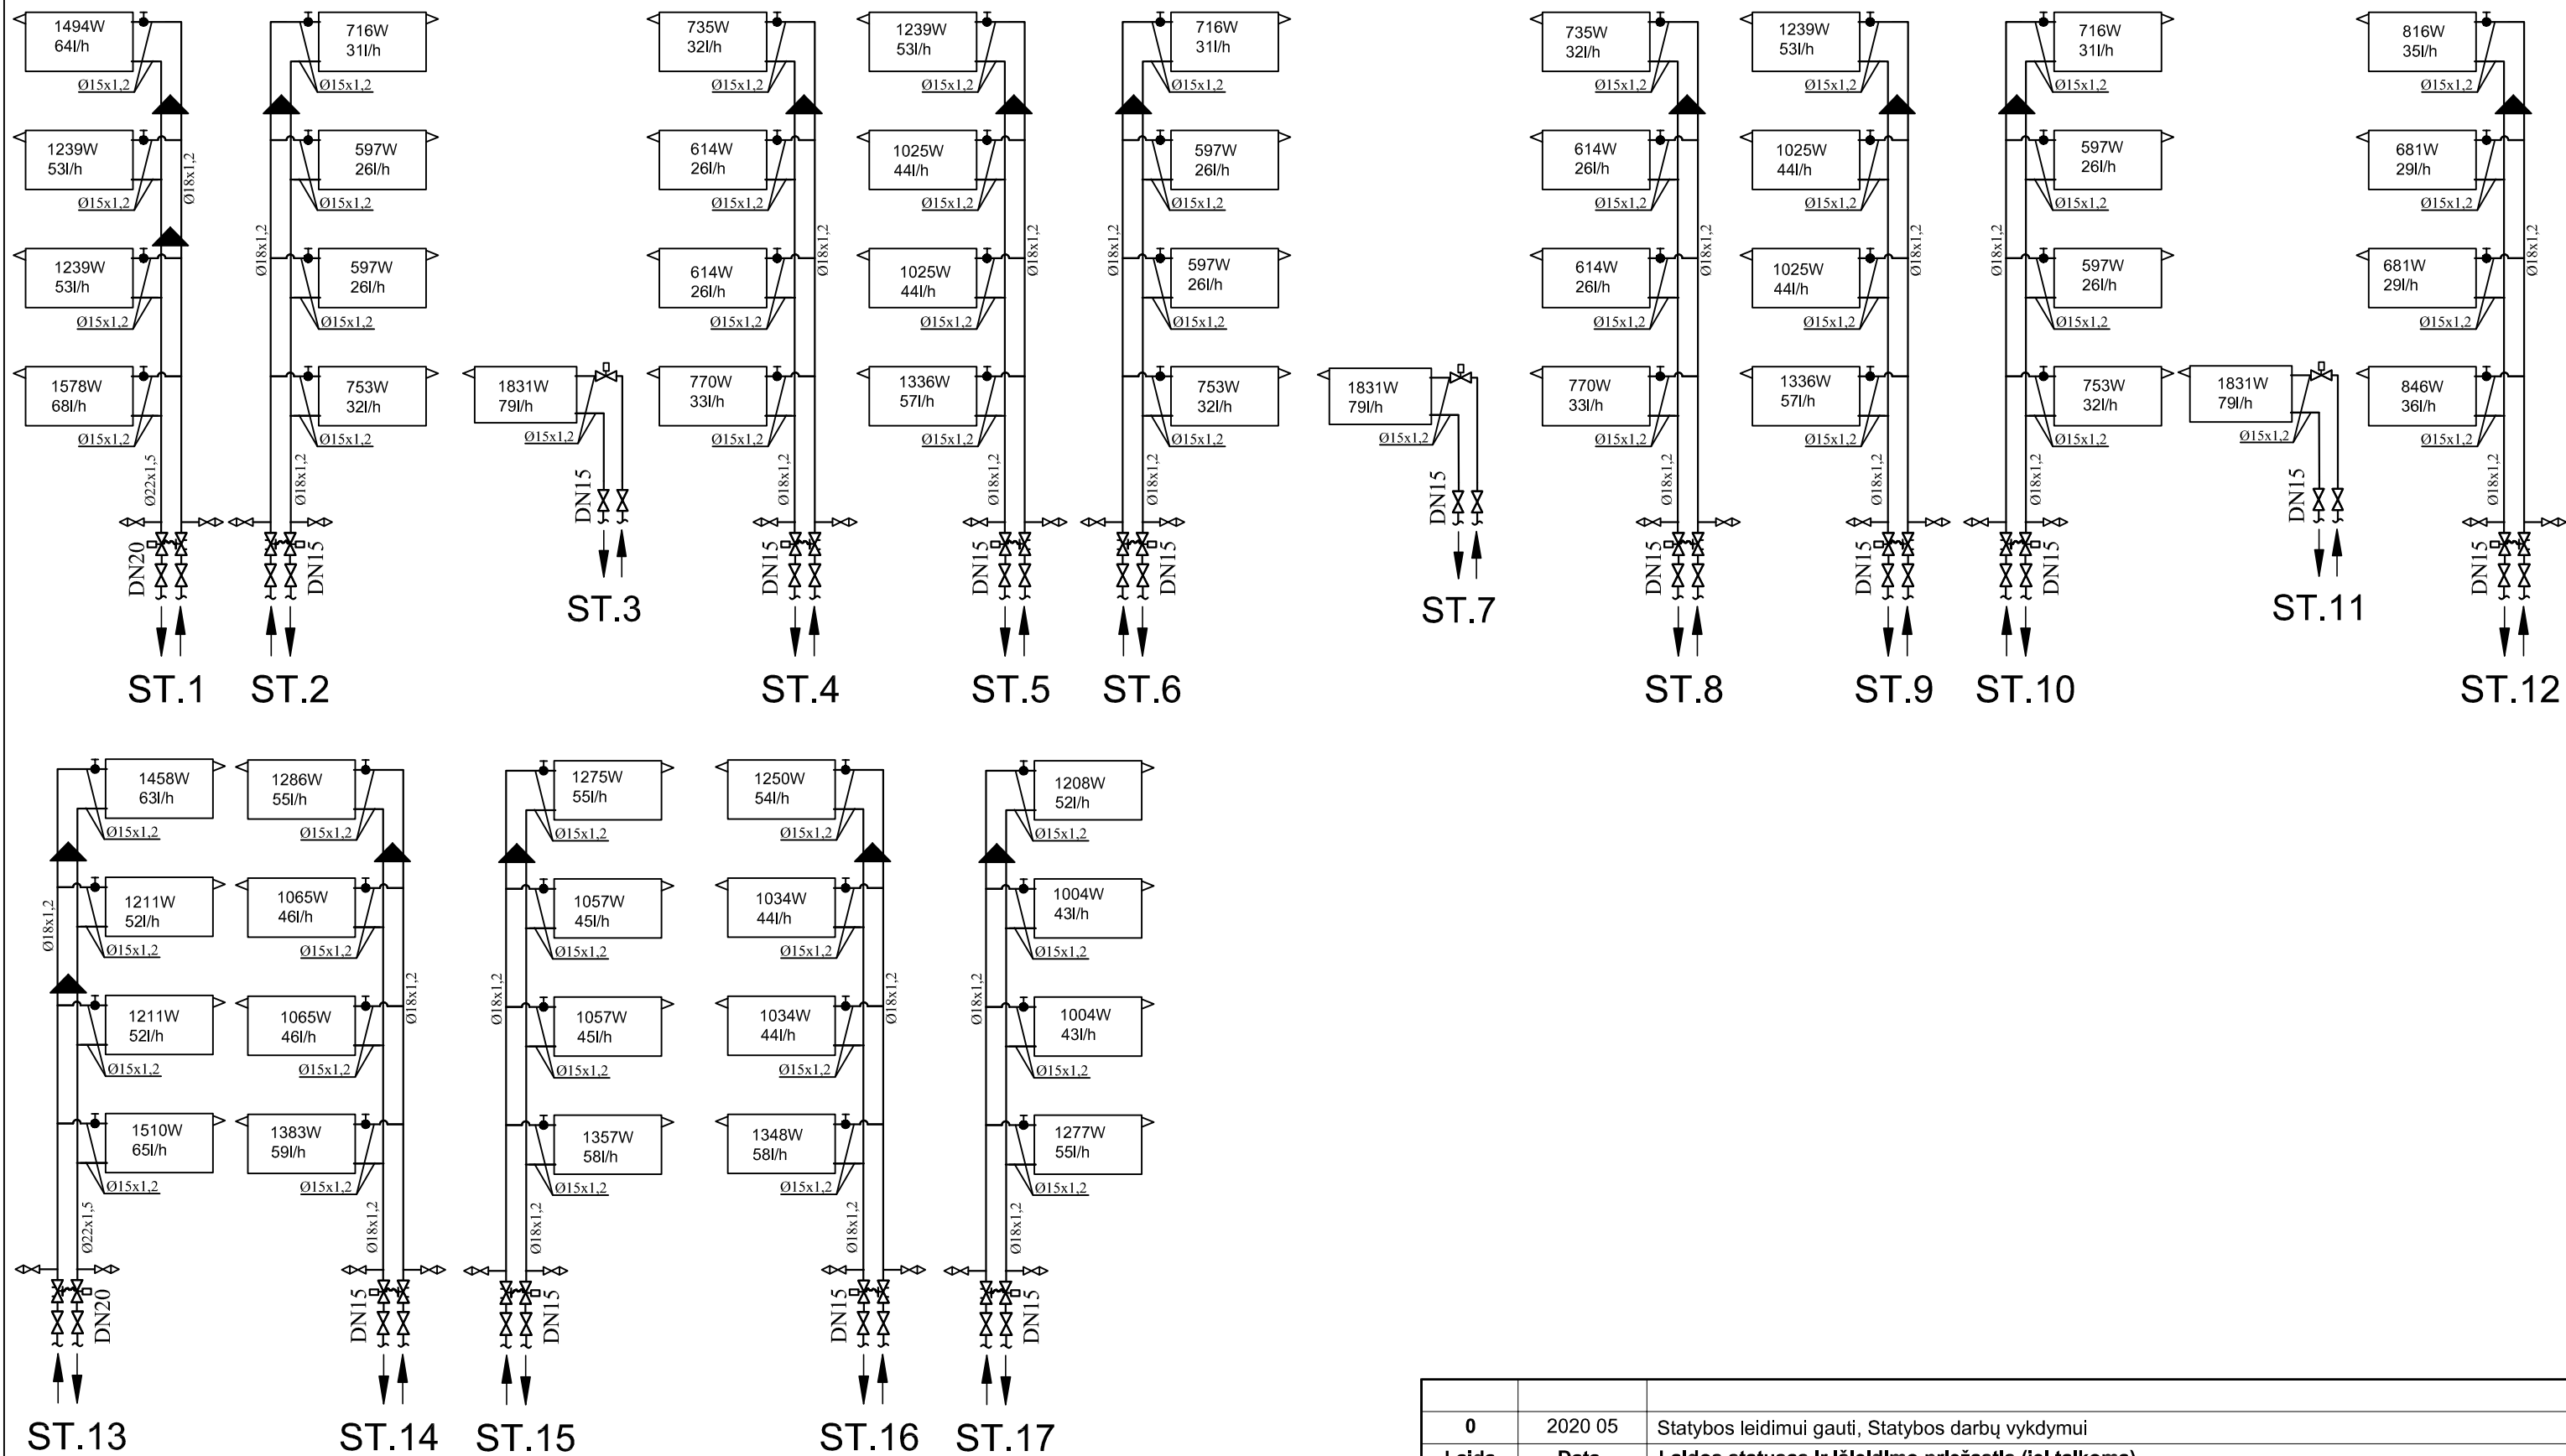 1494W
64l/h
Ø15x1,2
1239W
53l/h
Ø15x1,2
Ø18x1,2
1239W
53l/h
Ø15x1,2
1578W
68l/h
Ø15x1,2
Ø22x1,5
DN20
ST.1
716W
31l/h
Ø15x1,2
597W
26l/h
Ø15x1,2
Ø18x1,2
597W
26l/h
Ø15x1,2
753W
32l/h
Ø15x1,2
Ø18x1,2
DN15
ST.2
1831W
79l/h
Ø15x1,2
DN15
ST.3
735W
32l/h
Ø15x1,2
614W
26l/h
Ø15x1,2
Ø18x1,2
614W
26l/h
Ø15x1,2
770W
33l/h
Ø15x1,2
Ø18x1,2
DN15
ST.4
1239W
53l/h
Ø15x1,2
1025W
44l/h
Ø15x1,2
Ø18x1,2
1025W
44l/h
Ø15x1,2
1336W
57l/h
Ø15x1,2
Ø18x1,2
DN15
ST.5
716W
31l/h
Ø15x1,2
597W
26l/h
Ø15x1,2
Ø18x1,2
597W
26l/h
Ø15x1,2
753W
32l/h
Ø15x1,2
Ø18x1,2
DN15
ST.6
1831W
79l/h
Ø15x1,2
DN15
ST.7
735W
32l/h
Ø15x1,2
614W
26l/h
Ø15x1,2
Ø18x1,2
614W
26l/h
Ø15x1,2
770W
33l/h
Ø15x1,2
Ø18x1,2
DN15
ST.8
1239W
53l/h
Ø15x1,2
1025W
44l/h
Ø15x1,2
Ø18x1,2
1025W
44l/h
Ø15x1,2
1336W
57l/h
Ø15x1,2
Ø18x1,2
DN15
ST.9
716W
31l/h
Ø15x1,2
597W
26l/h
Ø15x1,2
Ø18x1,2
597W
26l/h
Ø15x1,2
753W
32l/h
Ø15x1,2
Ø18x1,2
DN15
ST.10
1831W
79l/h
Ø15x1,2
DN15
ST.11
816W
35l/h
Ø15x1,2
681W
29l/h
Ø15x1,2
Ø18x1,2
681W
29l/h
Ø15x1,2
846W
36l/h
Ø15x1,2
Ø18x1,2
DN15
ST.12
1458W
63l/h
Ø15x1,2
1211W
52l/h
Ø15x1,2
Ø18x1,2
1211W
52l/h
Ø15x1,2
1510W
65l/h
Ø15x1,2
Ø22x1,5
DN20
ST.13
1286W
55l/h
Ø15x1,2
1065W
46l/h
Ø15x1,2
Ø18x1,2
1065W
46l/h
Ø15x1,2
1383W
59l/h
Ø15x1,2
Ø18x1,2
DN15
ST.14
1275W
55l/h
Ø15x1,2
1057W
45l/h
Ø15x1,2
Ø18x1,2
1057W
45l/h
Ø15x1,2
1357W
58l/h
Ø15x1,2
Ø18x1,2
DN15
ST.15
1250W
54l/h
Ø15x1,2
1034W
44l/h
Ø15x1,2
Ø18x1,2
1034W
44l/h
Ø15x1,2
1348W
58l/h
Ø15x1,2
Ø18x1,2
DN15
ST.16
1208W
52l/h
Ø15x1,2
1004W
43l/h
Ø15x1,2
Ø18x1,2
1004W
43l/h
Ø15x1,2
1277W
55l/h
Ø15x1,2
Ø18x1,2
DN15
ST.17
0 2020 05 Statybos leidimui gauti, Statybos darbų vykdymui
Laida Data Laidos statusas ir išleidimo priežastis (jei taikoma)